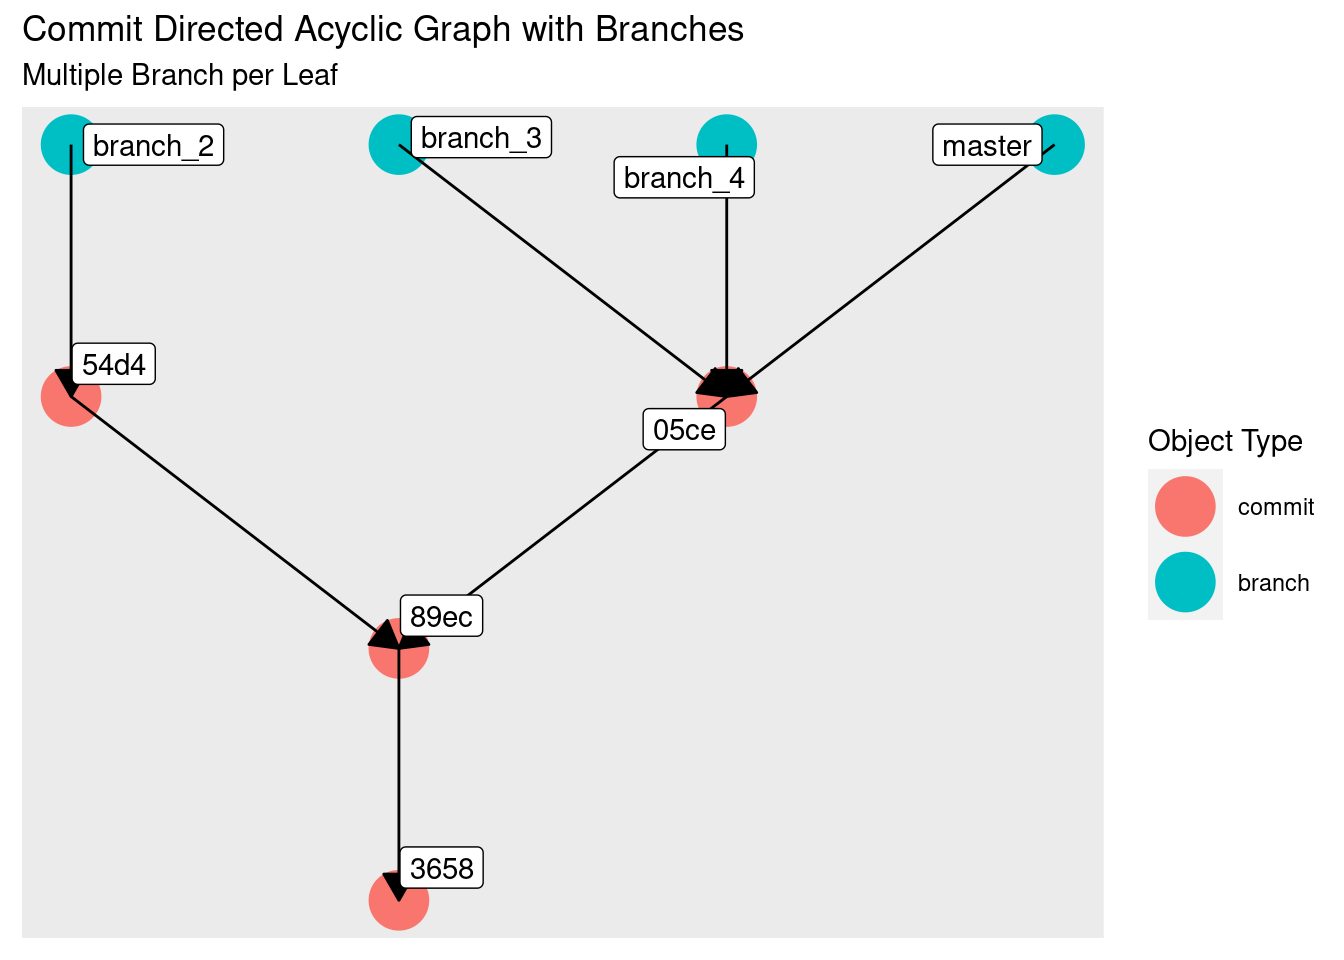 Commit Directed Acyclic Graph with Branches
Multiple Branch per Leaf
branch_2
branch_3
branch_4
master
54d4
05ce
89ec
3658
Object Type
commit
branch